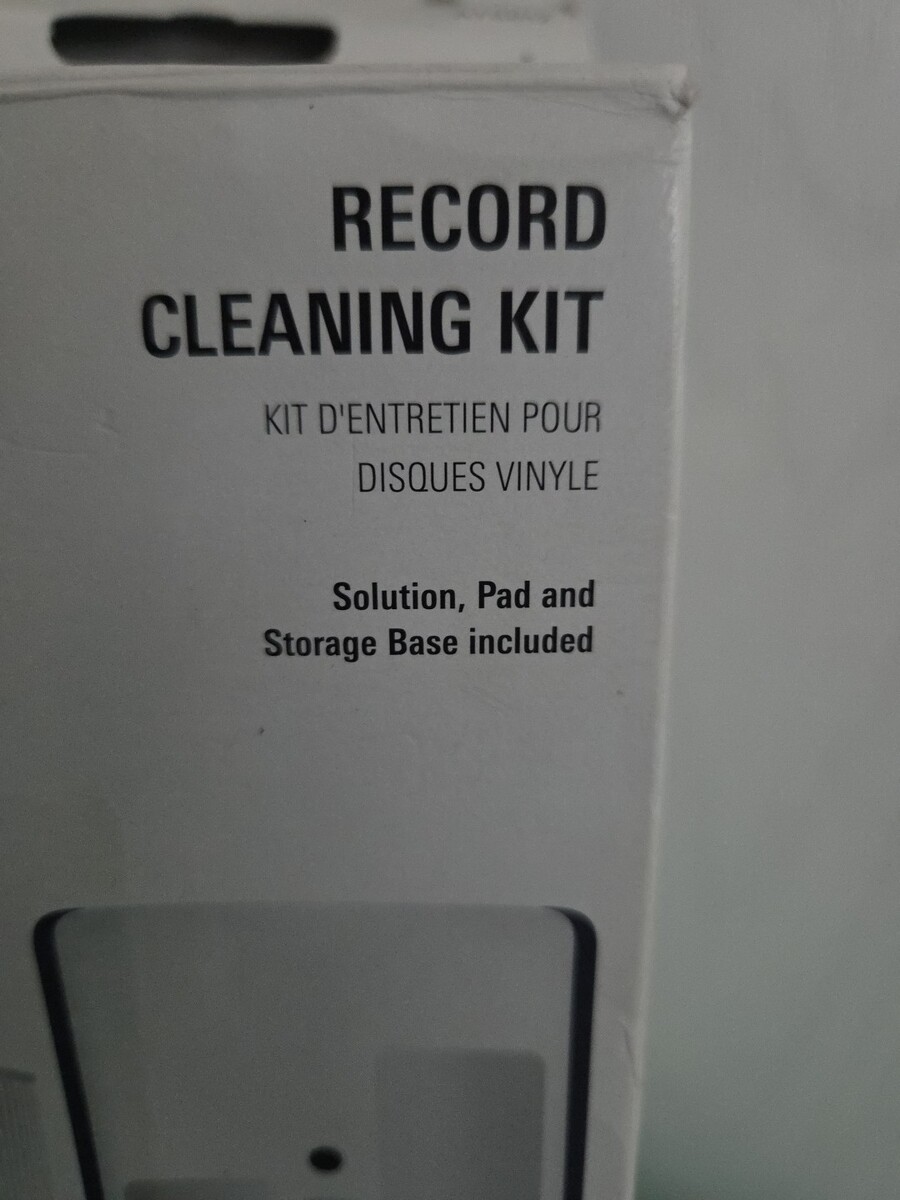 RECORD
CLEANING KIT
KIT D'ENTRETIEN POUR
DISQUES VINYLE
Solution, Pad and
Storage Base included